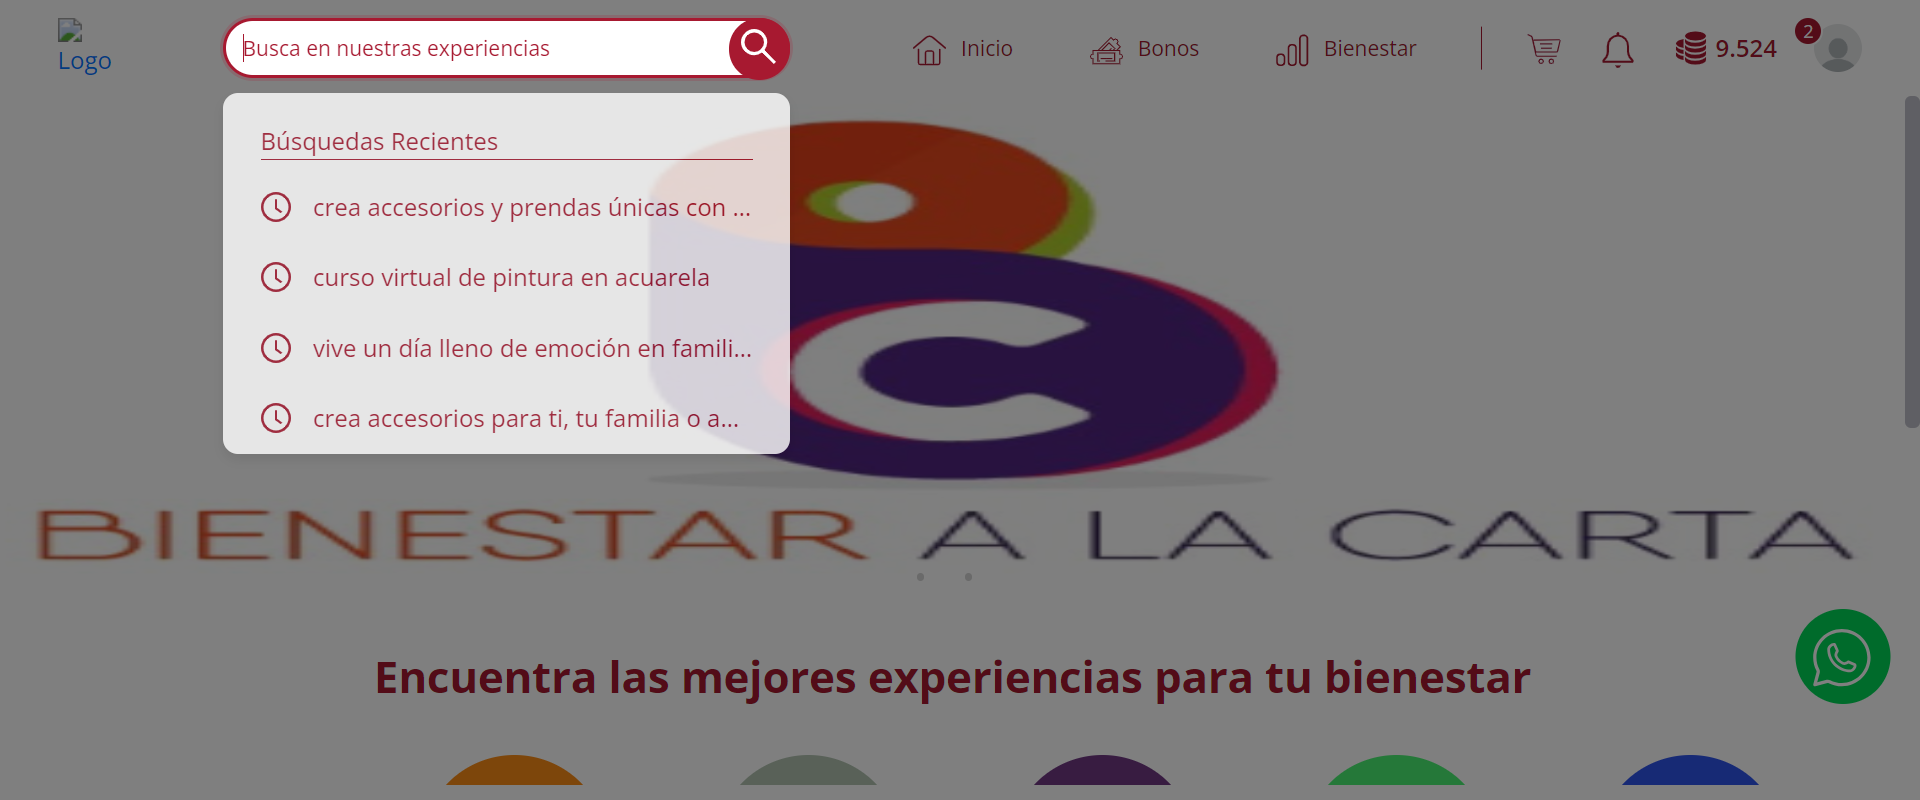 Logo
Busca en nuestras experiencias
Inicio
Bonos
Bienestar
9.524
2
Búsquedas Recientes
crea accesorios y prendas únicas con ...
curso virtual de pintura en acuarela
vive un día lleno de emoción en famili...
crea accesorios para ti, tu familia o a...
BIENESTAR A LA CARTA
Encuentra las mejores experiencias para tu bienestar